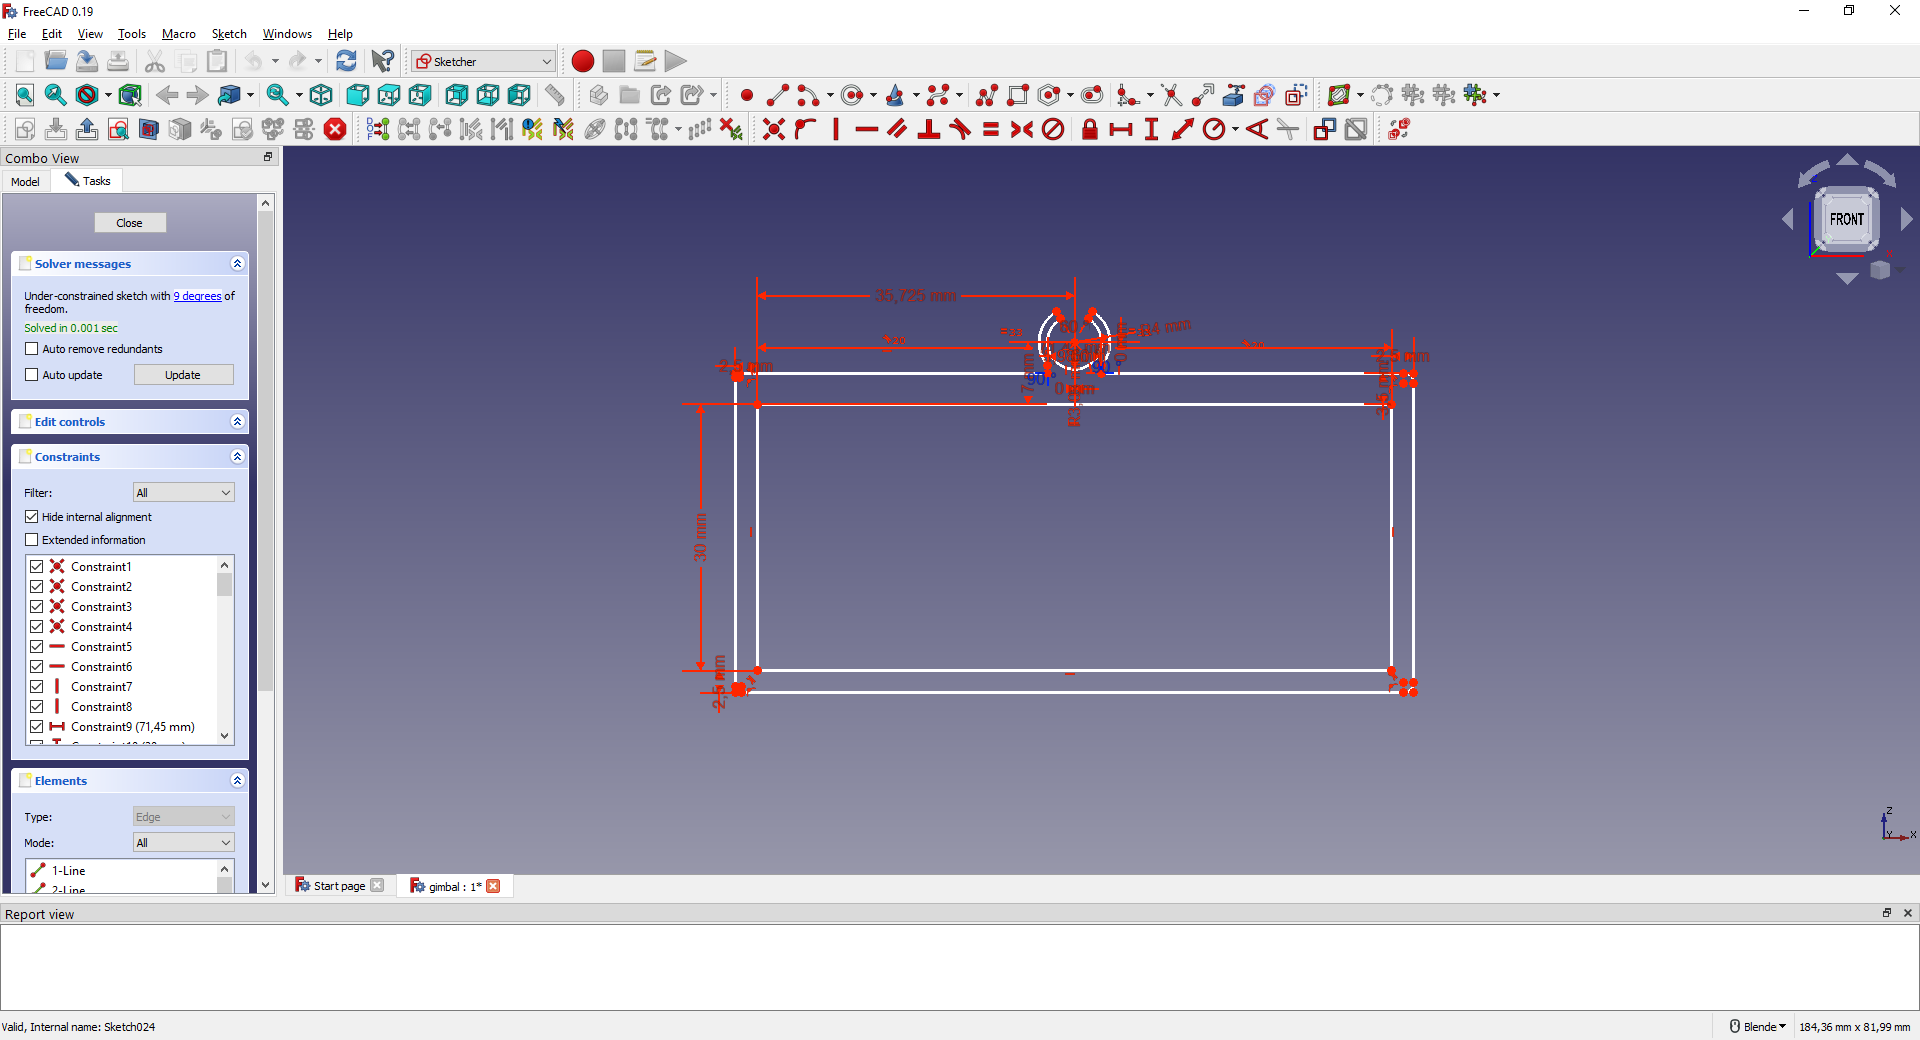 FreeCAD 0.19
File Edit View Tools Macro Sketch Windows Help
Sketcher
Combo View
Model Tasks
Close
Solver messages
Under-constrained sketch with 9 degrees of
freedom.
Solved in 0.001 sec
Auto remove redundants
Auto update Update
Edit controls
Constraints
Filter: All
Hide internal alignment
Extended information
Constraint1
Constraint2
Constraint3
Constraint4
Constraint5
Constraint6
Constraint7
Constraint8
Constraint9 (71,45 mm)
Elements
Type: Edge
Mode: All
1-Line
2-Line
35,725 mm
2,5 mm
90 °
30 mm
2,5 mm
FRONT
Z
X
Y
Start page
gimbal : 1*
Report view
Valid, Internal name: Sketch024
Blende
184,36 mm x 81,99 mm